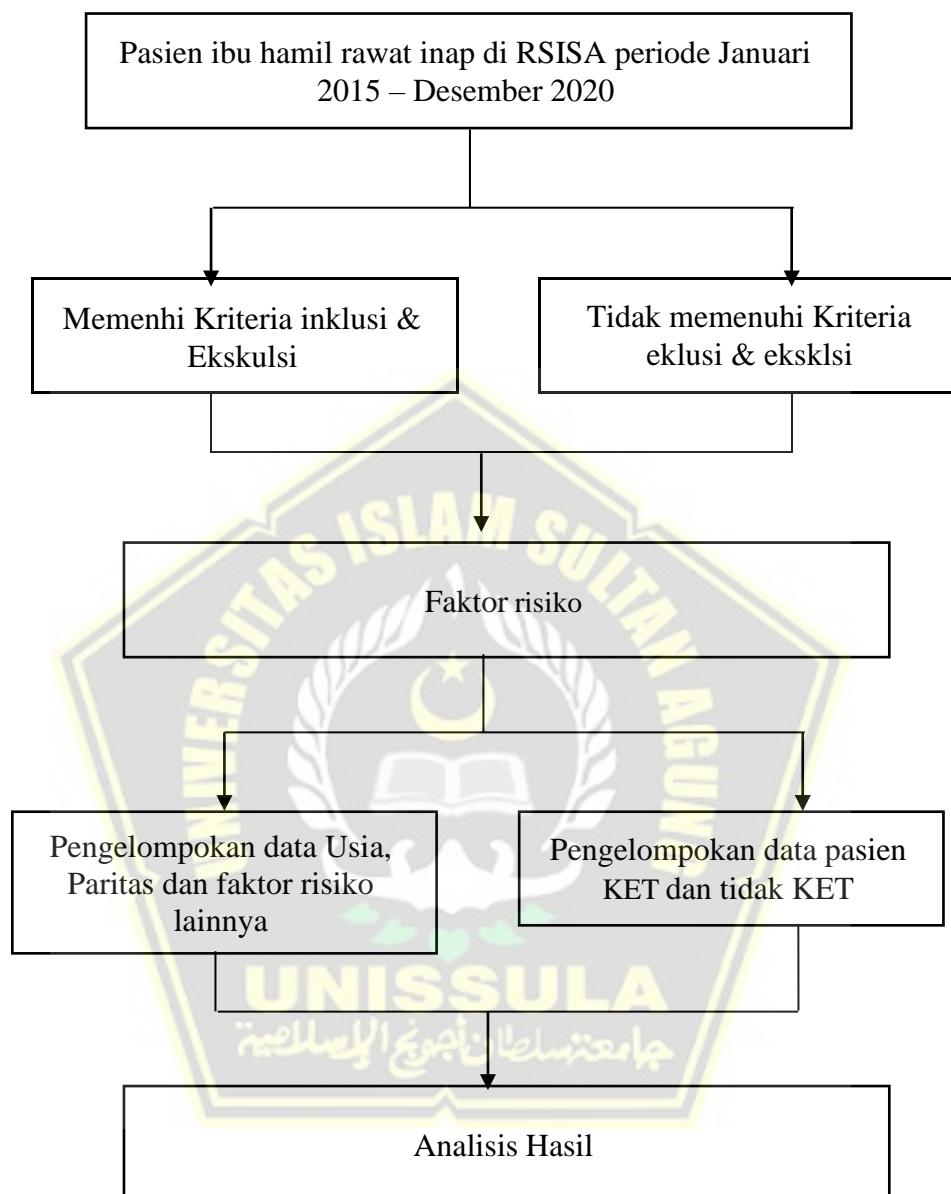 Pasien ibu hamil rawat inap di RSISA periode Januari
2015 – Desember 2020
Memenhi Kriteria inklusi &
Ekskulsi
Tidak memenuhi Kriteria
eklusi & eksklsi
UNIVERSITAS ISLAM SULTAN AGUNG
Faktor risiko
Pengelompokan data Usia,
Paritas dan faktor risiko
lainnya
Pengelompokan data pasien
KET dan tidak KET
UNISSULA
جامعتسلطان أجونج الإسلامية
Analisis Hasil